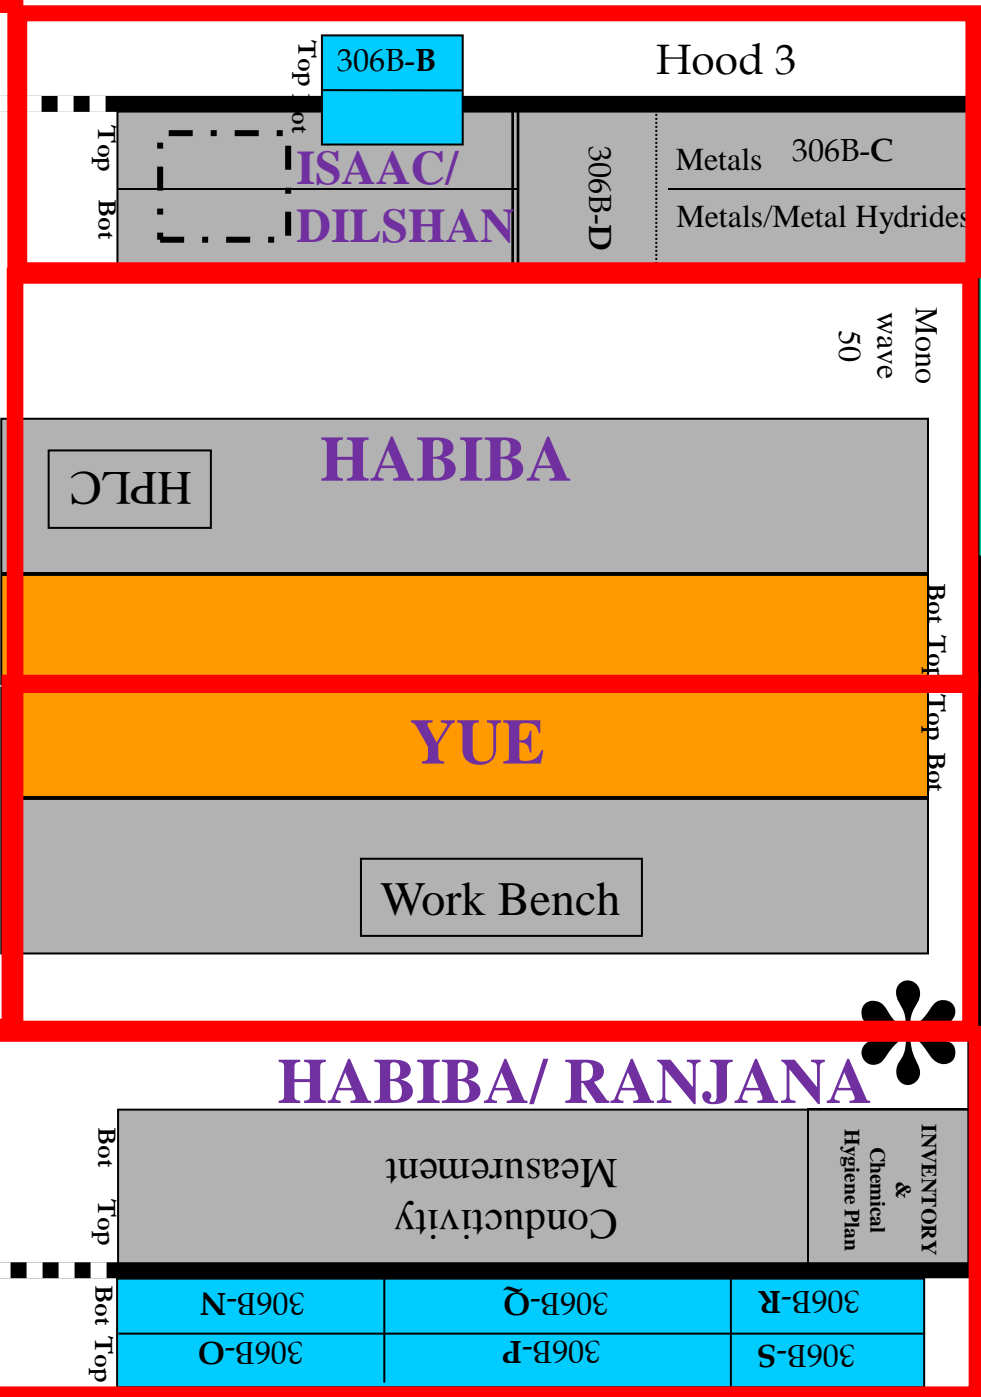 Top Bot
306B-B
Hood 3
Top Bot
ISAAC/
DILSHAN
306B-D
Metals 306B-C
Metals/Metal Hydrides
Mono
wave
50
HABIBA
HPLC
Bot Top
YUE
Top Bot
Work Bench
HABIBA/ RANJANA
Bot Top
Conductivity
Measurement
INVENTORY
&
Chemical
Hygiene Plan
Bot Top
306B-N
306B-Q
306B-R
306B-O
306B-P
306B-S